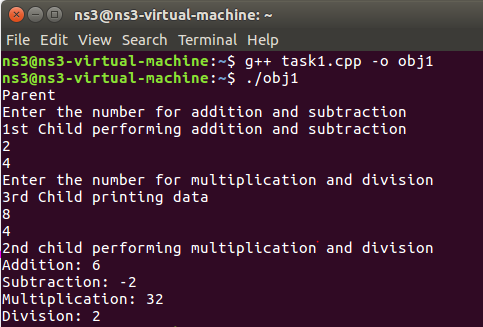 ns3@ns3-virtual-machine: ~
File Edit View Search Terminal Help
ns3@ns3-virtual-machine:~$ g++ task1.cpp -o obj1
ns3@ns3-virtual-machine:~$ ./obj1
Parent
Enter the number for addition and subtraction
1st Child performing addition and subtraction
2
4
Enter the number for multiplication and division
3rd Child printing data
8
4
2nd child performing multiplication and division
Addition: 6
Subtraction: -2
Multiplication: 32
Division: 2